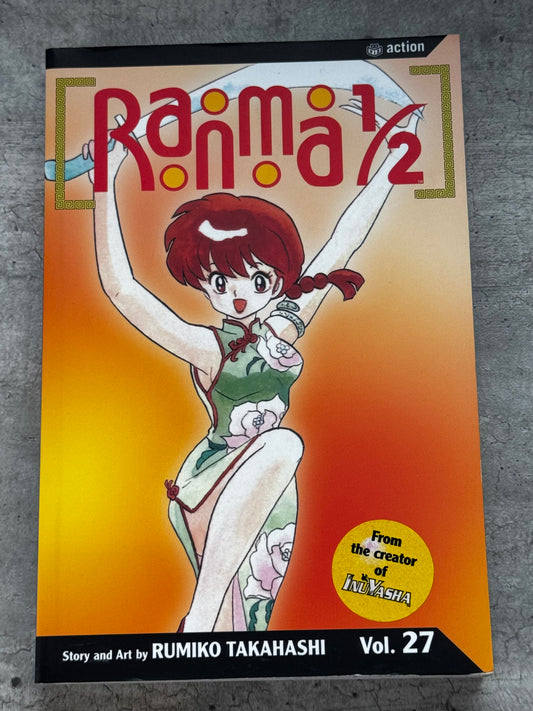 action
Ranma 1/2
From
the creator
of
INUYASHA
Story and Art by RUMIKO TAKAHASHI
Vol. 27